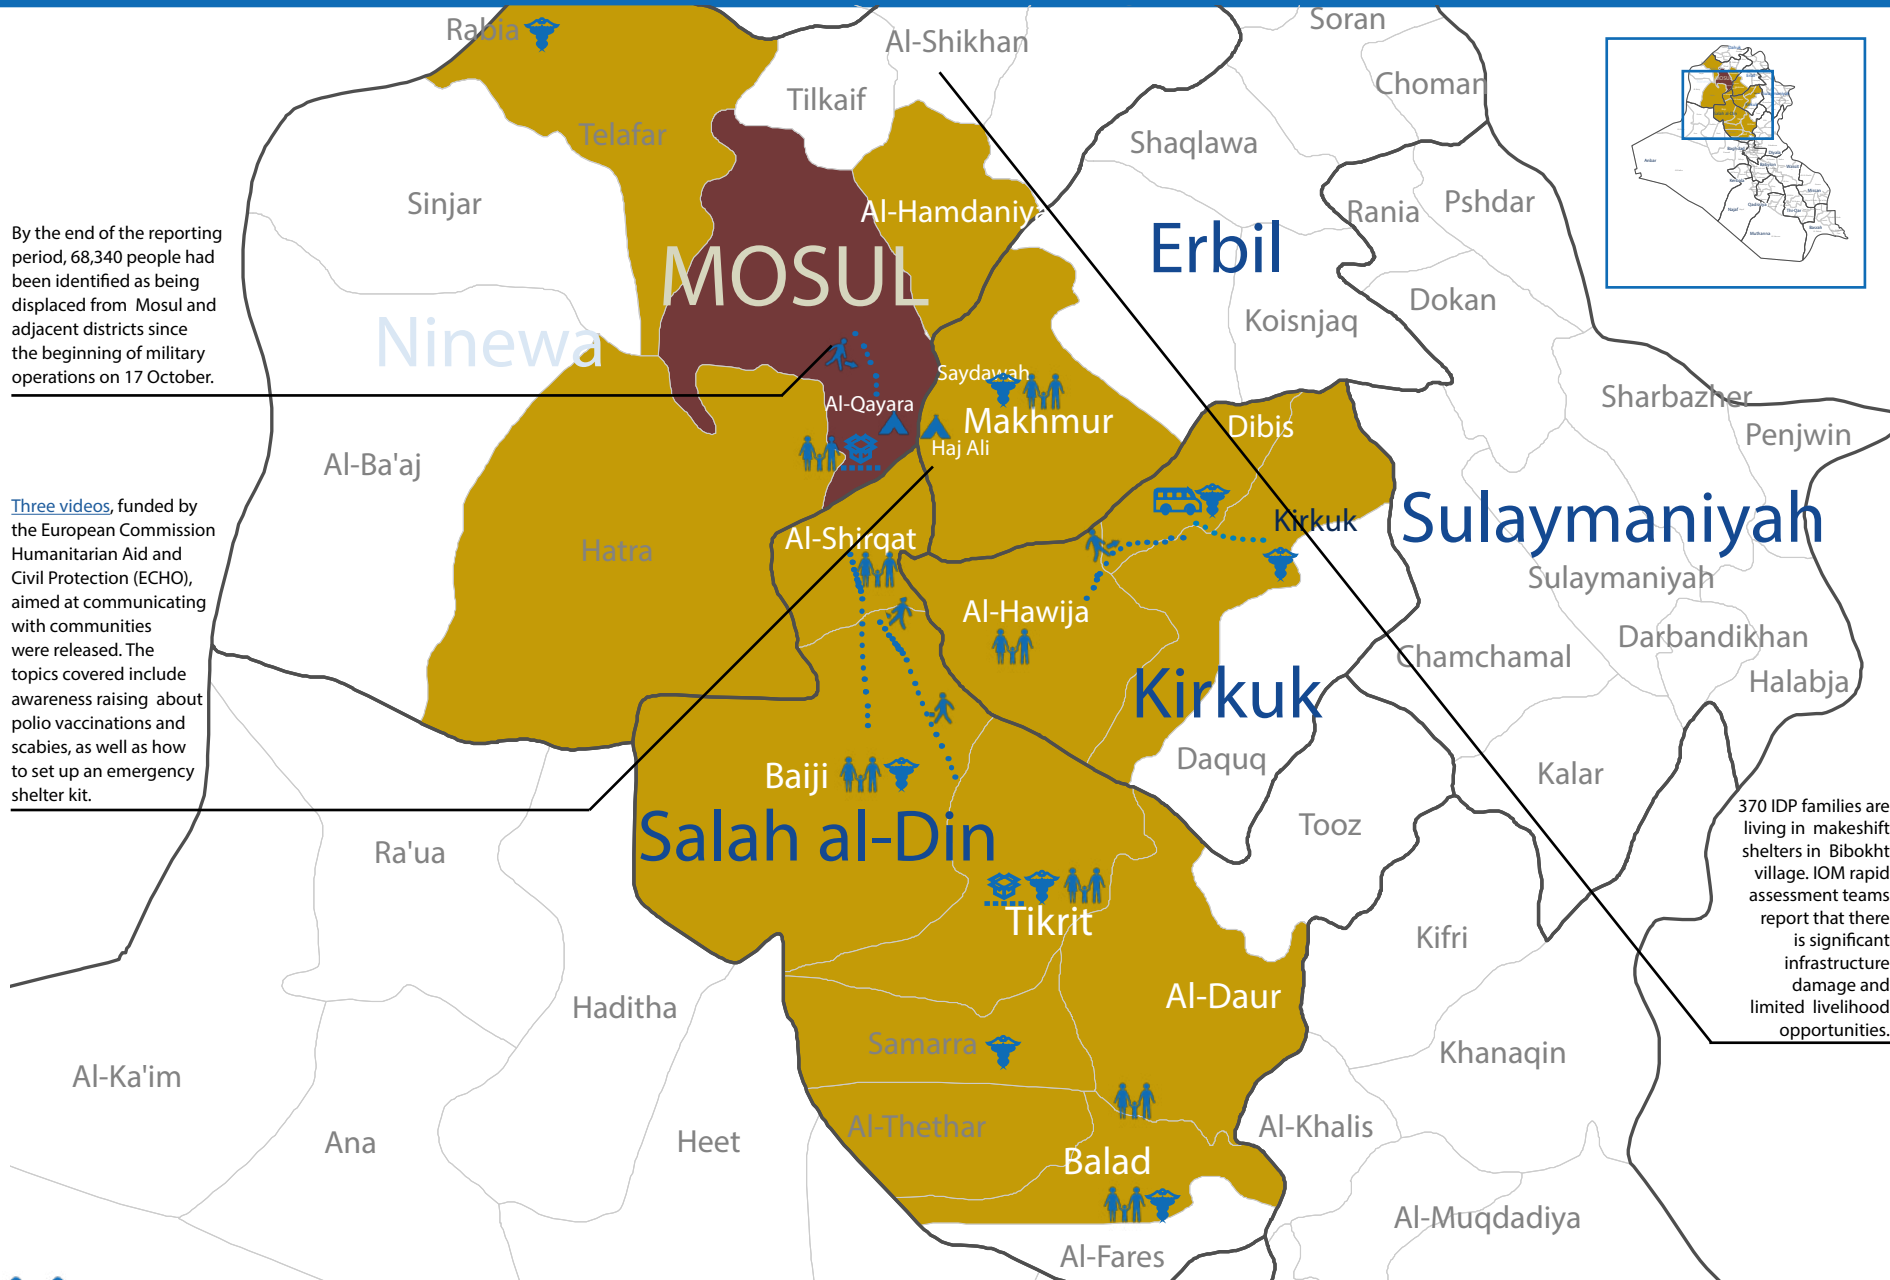 Rabia
Al-Shikhan
Soran
Choman
Tilkaif
Telafar
Shaqlawa
Sinjar
Al-Hamdaniy
Rania
Pshdar
By the end of the reporting
period, 68,340 people had
been identified as being
displaced from Mosul and
adjacent districts since
the beginning of military
operations on 17 October.
MOSUL
Erbil
Dokan
Koisnjaq
Ninewa
Saydawah
Al-Qayara
Makhmur
Haj Ali
Dibis
Sharbazher
Penjwin
Al-Ba'aj
Three videos, funded by
the European Commission
Humanitarian Aid and
Civil Protection (ECHO),
aimed at communicating
with communities
were released. The
topics covered include
awareness raising about
polio vaccinations and
scabies, as well as how
to set up an emergency
shelter kit.
Hatra
Al-Shirqat
Kirkuk
Sulaymaniyah
Sulaymaniyah
Al-Hawija
Darbandikhan
Chamchamal
Halabja
Kirkuk
Daquq
Kalar
Baiji
Salah al-Din
Tooz
370 IDP families are
living in makeshift
shelters in Bibokht
village. IOM rapid
assessment teams
report that there
is significant
infrastructure
damage and
limited livelihood
opportunities.
Ra'ua
Tikrit
Kifri
Haditha
Al-Daur
Samarra
Khanaqin
Al-Ka'im
Ana
Heet
Al-Thethar
Al-Khalis
Balad
Al-Muqdadiya
Al-Fares